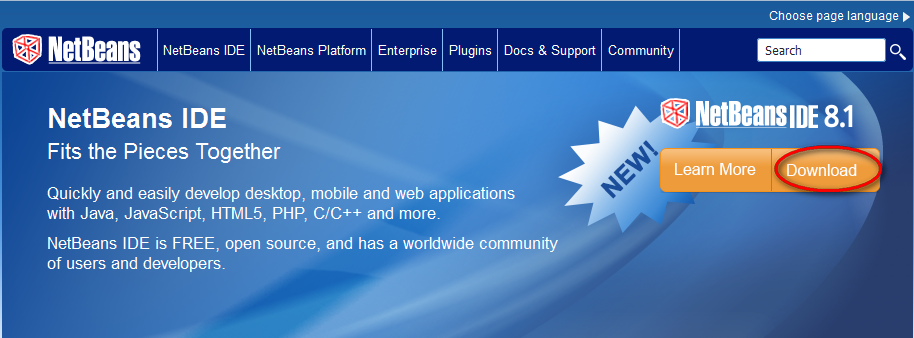 Choose page language
NetBeans
NetBeans IDE
NetBeans Platform
Enterprise
Plugins
Docs & Support
Community
Search
NetBeans IDE
Fits the Pieces Together
Quickly and easily develop desktop, mobile and web applications
with Java, JavaScript, HTML5, PHP, C/C++ and more.
NetBeans IDE is FREE, open source, and has a worldwide community
of users and developers.
NEW!
NetBeans IDE 8.1
Learn More
Download